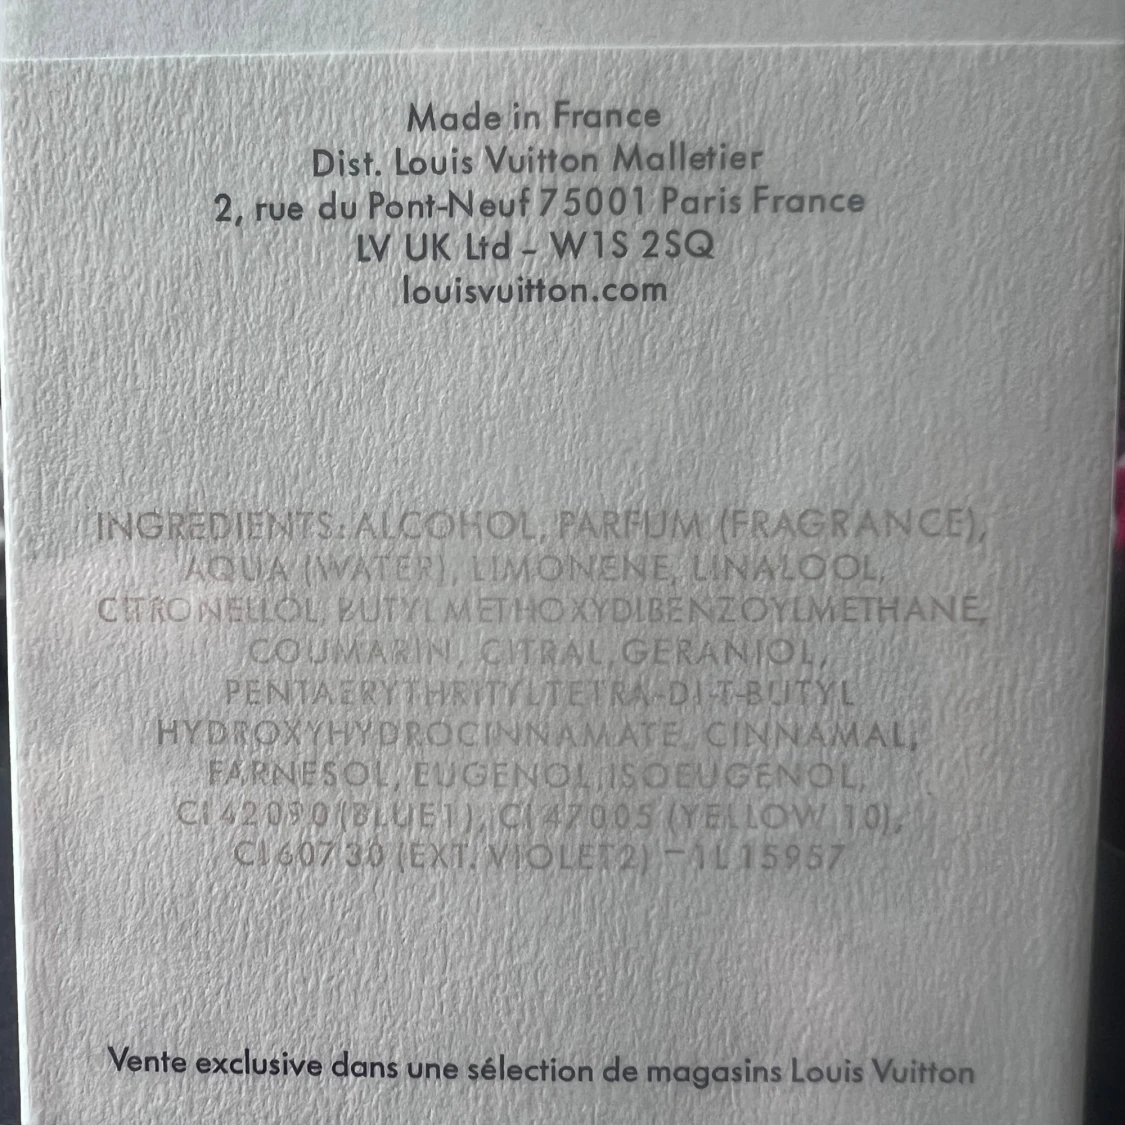 Made in France
Dist. Louis Vuitton Malletier
2, rue du Pont-Neuf 75001 Paris France
LV UK Ltd - W1S 2SQ
louisvuitton.com
INGREDIENTS: ALCOHOL, PARFUM (FRAGRANCE),
AQUA (WATER), LIMONENE, LINALOOL,
CITRONELLOL, BUTYL METHOXYDIBENZOYLMETHANE,
COUMARIN, CITRAL, GERANIOL,
PENTAERYTHRITYL TETRA-DI-T-BUTYL
HYDROXYHYDROCINNAMATE, CINNAMAL,
FARNESOL, EUGENOL, ISOEUGENOL,
CI 42090 (BLUE 1), CI 47005 (YELLOW 10),
CI 60730 (EXT. VIOLET 2) – IL15957
Vente exclusive dans une sélection de magasins Louis Vuitton